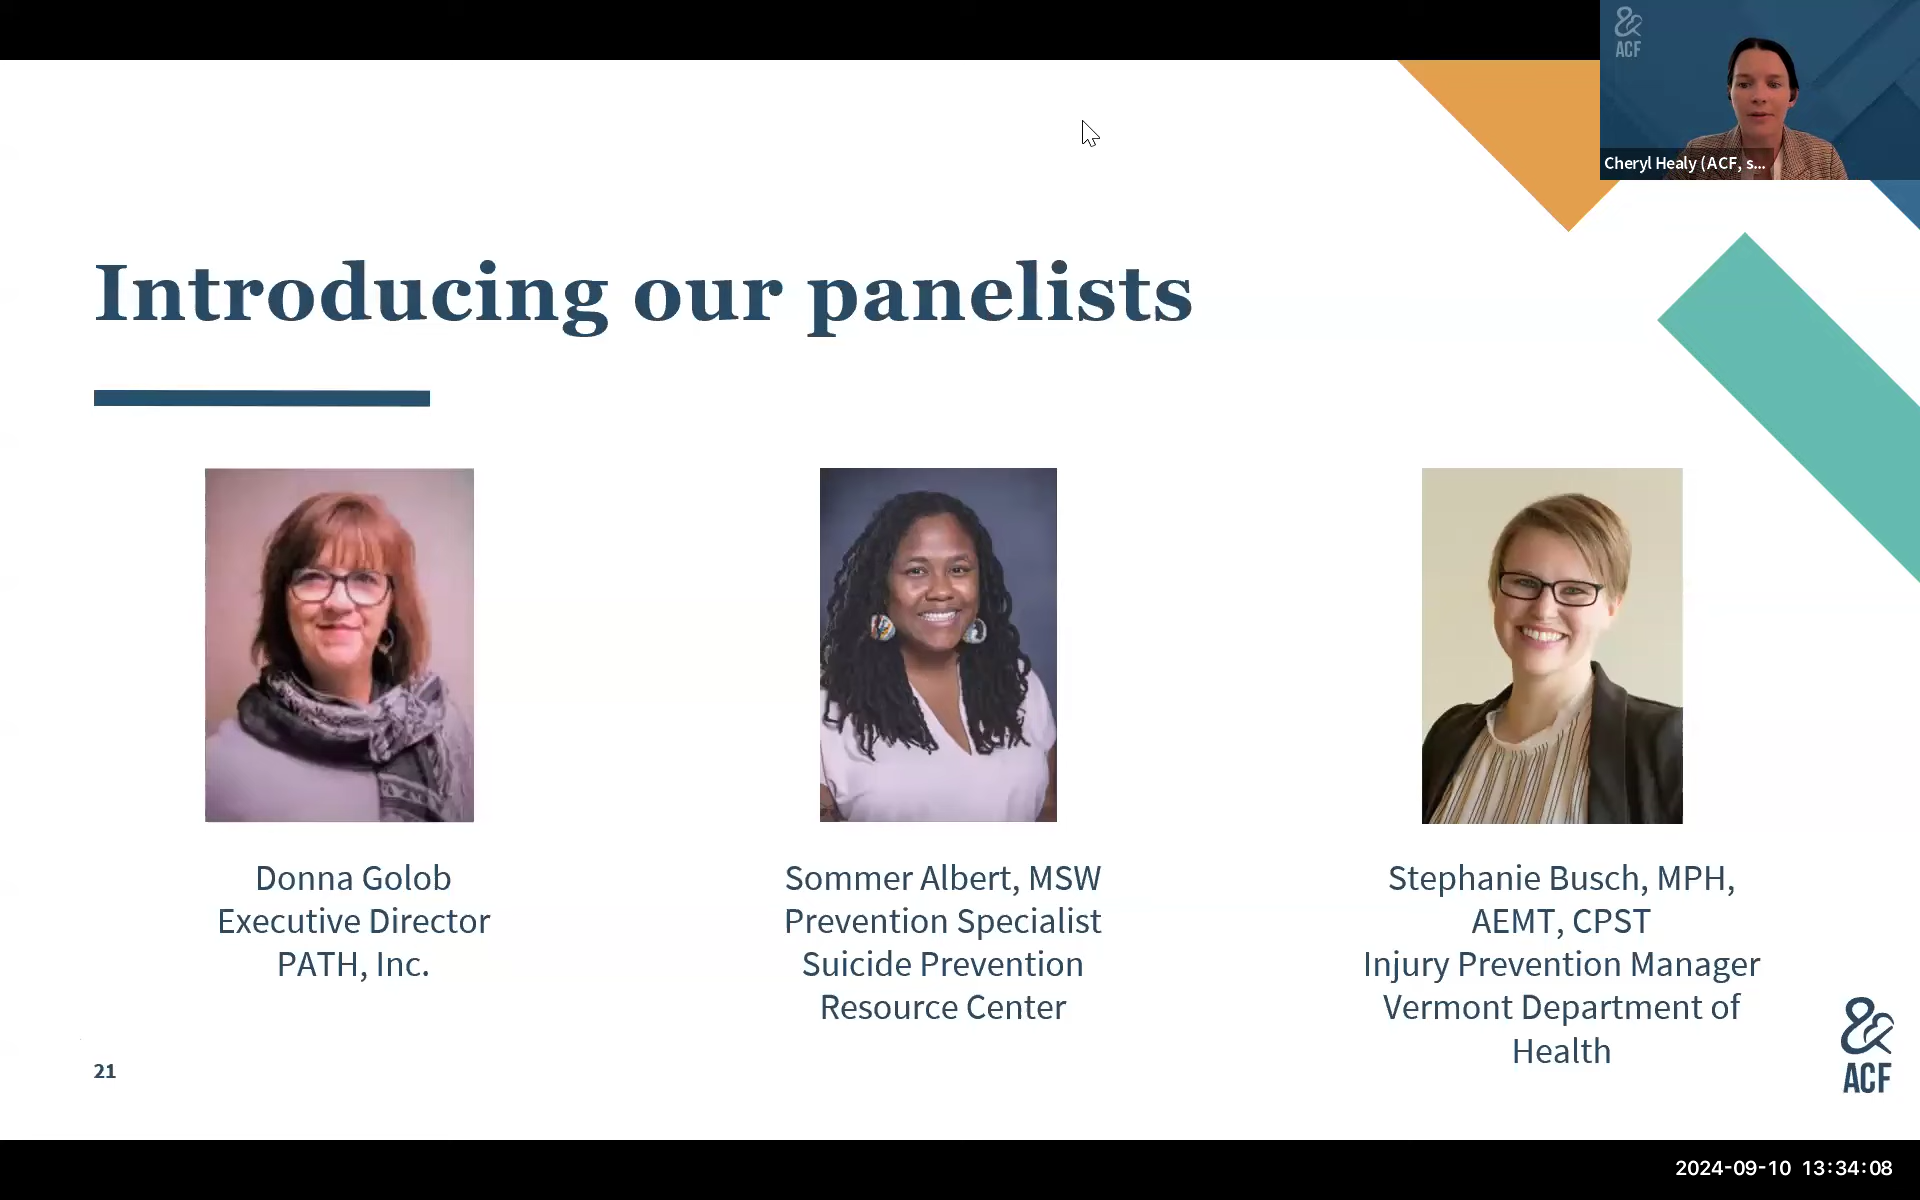 ACF
Cheryl Healy (ACF, s...
Introducing our panelists
Donna Golob
Executive Director
PATH, Inc.
Sommer Albert, MSW
Prevention Specialist
Suicide Prevention
Resource Center
Stephanie Busch, MPH,
AEMT, CPST
Injury Prevention Manager
Vermont Department of
Health
21
ACF
2024-09-10 13:34:08